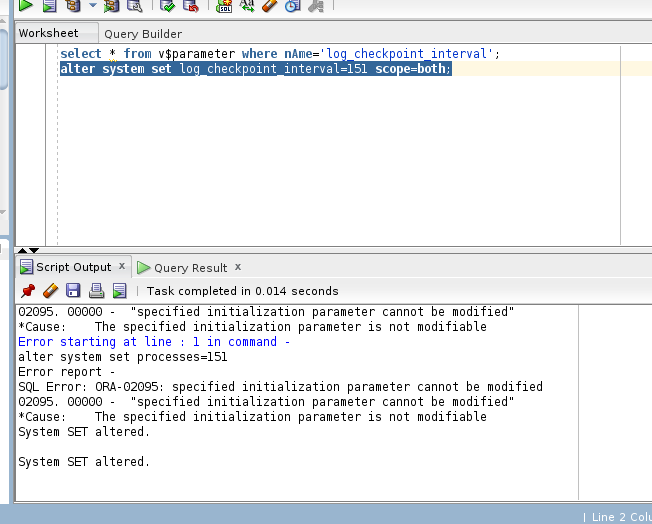 Worksheet
Query Builder
select * from v$parameter where nAme='log_checkpoint_interval';
alter system set log_checkpoint_interval=151 scope=both;
Script Output x
Query Result x
Task completed in 0.014 seconds
02095. 00000 -  "specified initialization parameter cannot be modified"
*Cause:    The specified initialization parameter is not modifiable
Error starting at line : 1 in command -
alter system set processes=151
Error report -
SQL Error: ORA-02095: specified initialization parameter cannot be modified
02095. 00000 -  "specified initialization parameter cannot be modified"
*Cause:    The specified initialization parameter is not modifiable
System SET altered.
System SET altered.
| Line 2 Colu